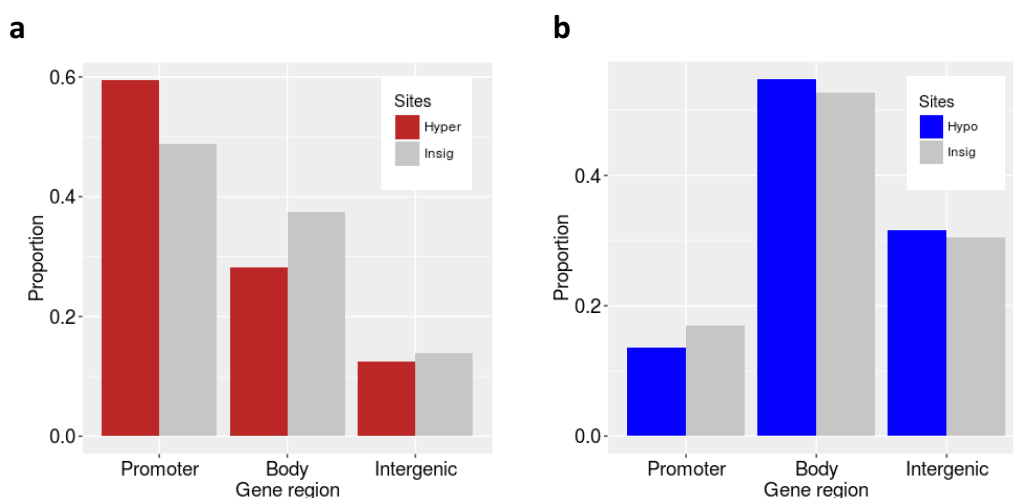 a
0.6
0.4
0.2
0.0
Proportion
Sites
Hyper
Insig
Promoter Body Intergenic
Gene region
b
0.4
0.2
0.0
Proportion
Sites
Hypo
Insig
Promoter Body Intergenic
Gene region